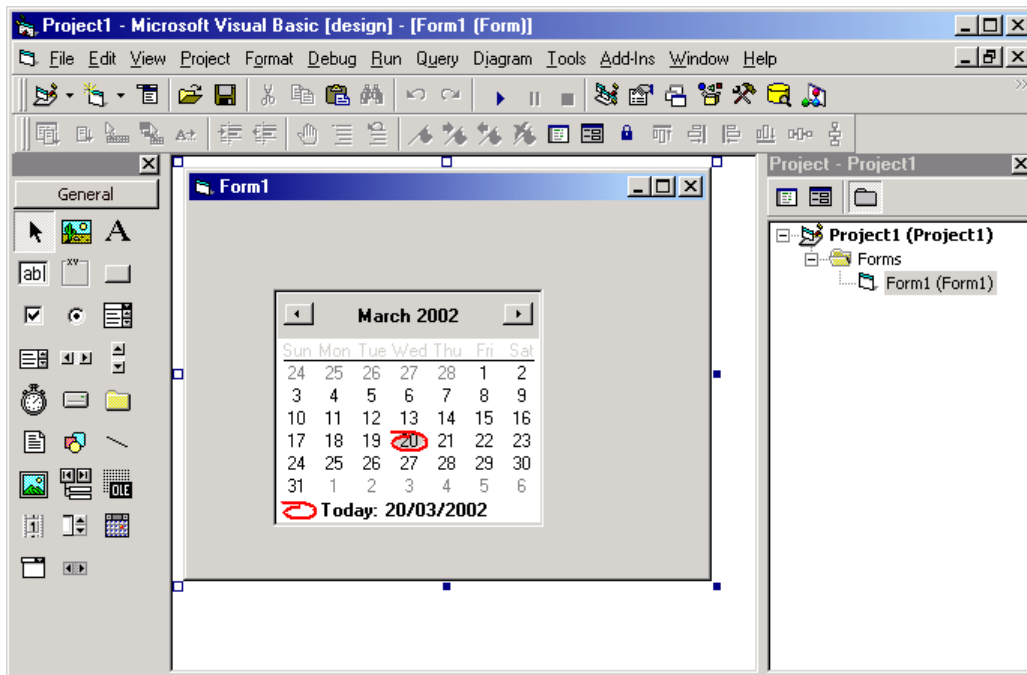 Project1 - Microsoft Visual Basic [design] - [Form1 (Form)]
File Edit View Project Format Debug Run Query Diagram Tools Add-Ins Window Help
General
A
ab|
XY
OLE
1
Form1
March 2002
Sun Mon Tue Wed Thu Fri Sat
24 25 26 27 28 1 2
3 4 5 6 7 8 9
10 11 12 13 14 15 16
17 18 19 20 21 22 23
24 25 26 27 28 29 30
31 1 2 3 4 5 6
Today: 20/03/2002
Project - Project1
Project1 (Project1)
Forms
Form1 (Form1)